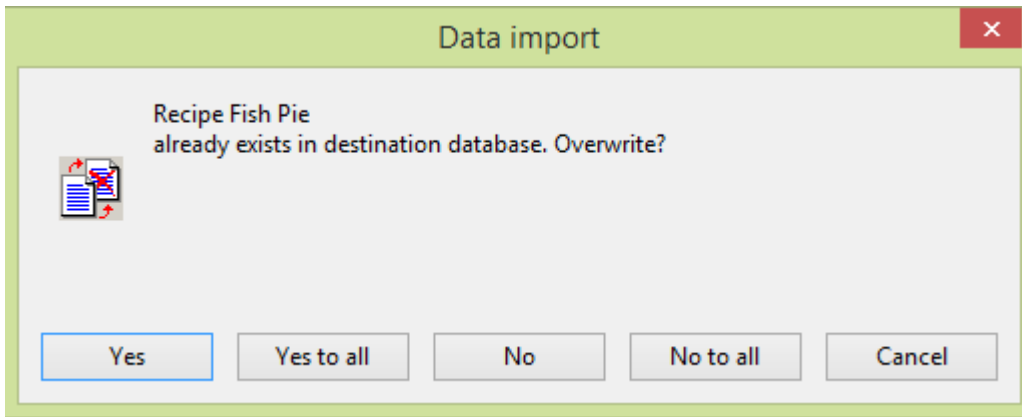 Data import
Recipe Fish Pie
already exists in destination database. Overwrite?
Yes
Yes to all
No
No to all
Cancel